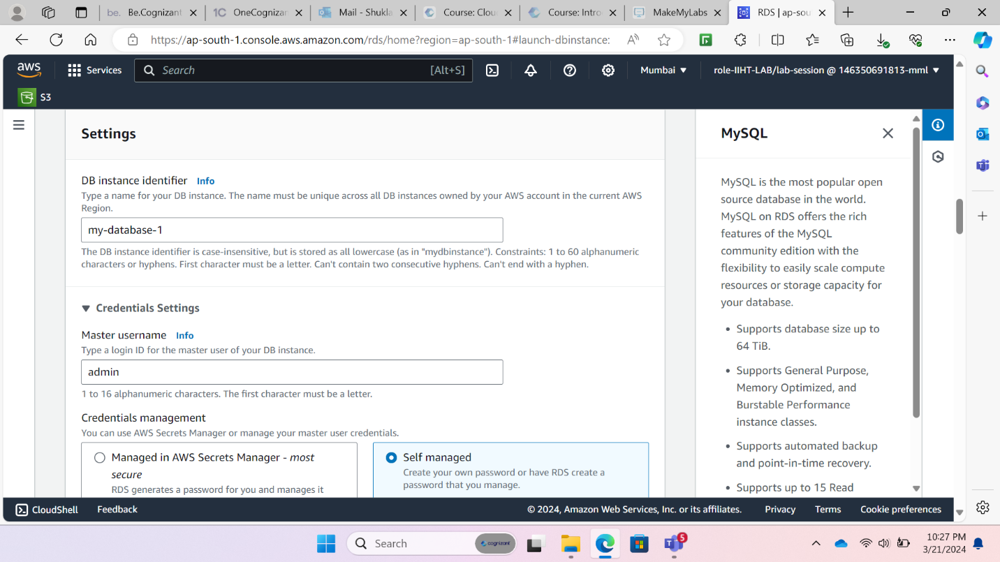 be. Be.Cognizant
1C OneCognizan
Mail - Shukla
Course: Clou
Course: Intro
MakeMyLabs
RDS | ap-sou
https://ap-south-1.console.aws.amazon.com/rds/home?region=ap-south-1#launch-dbinstance:
aws
Services
Search
[Alt+S]
Mumbai
role-IIHT-LAB/lab-session @ 146350691813-mml
S3
Settings
DB instance identifier Info
Type a name for your DB instance. The name must be unique across all DB instances owned by your AWS account in the current AWS
Region.
my-database-1
The DB instance identifier is case-insensitive, but is stored as all lowercase (as in "mydbinstance"). Constraints: 1 to 60 alphanumeric
characters or hyphens. First character must be a letter. Can't contain two consecutive hyphens. Can't end with a hyphen.
Credentials Settings
Master username Info
Type a login ID for the master user of your DB instance.
admin
1 to 16 alphanumeric characters. The first character must be a letter.
Credentials management
You can use AWS Secrets Manager or manage your master user credentials.
Managed in AWS Secrets Manager - most
secure
RDS generates a password for you and manages it
Self managed
Create your own password or have RDS create a
password that you manage.
MySQL
MySQL is the most popular open
source database in the world.
MySQL on RDS offers the rich
features of the MySQL
community edition with the
flexibility to easily scale compute
resources or storage capacity for
your database.
• Supports database size up to
64 TiB.
• Supports General Purpose,
Memory Optimized, and
Burstable Performance
instance classes.
• Supports automated backup
and point-in-time recovery.
• Supports up to 15 Read
CloudShell
Feedback
© 2024, Amazon Web Services, Inc. or its affiliates.
Privacy
Terms
Cookie preferences
Search
cognizant
5
10:27 PM
3/21/2024